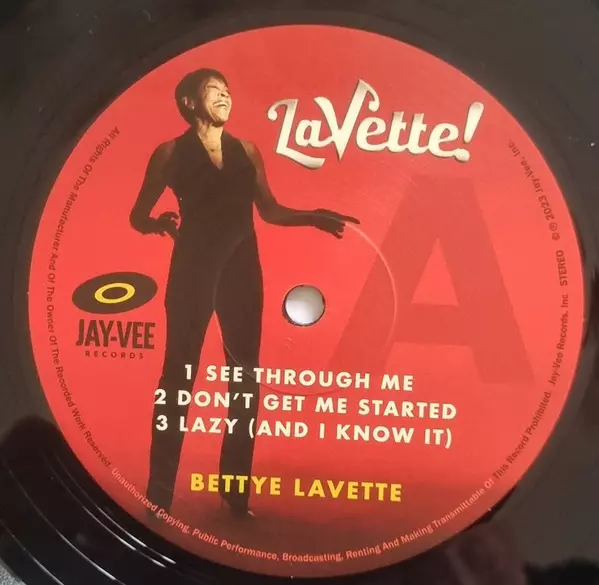 LaVette!
A
JAY-VEE
RECORDS
1 SEE THROUGH ME
2 DON'T GET ME STARTED
3 LAZY (AND I KNOW IT)
BETTYE LAVETTE
All Rights Of The Manufacturer And Of The Owner Of The Recorded Work Reserved. Unauthorized Copying, Public Performance, Broadcasting, Renting And Making Transmittable Of This Record Prohibited. Jay-Vee Records, Inc. STEREO ℗ © 2023 Jay-Vee, Inc.